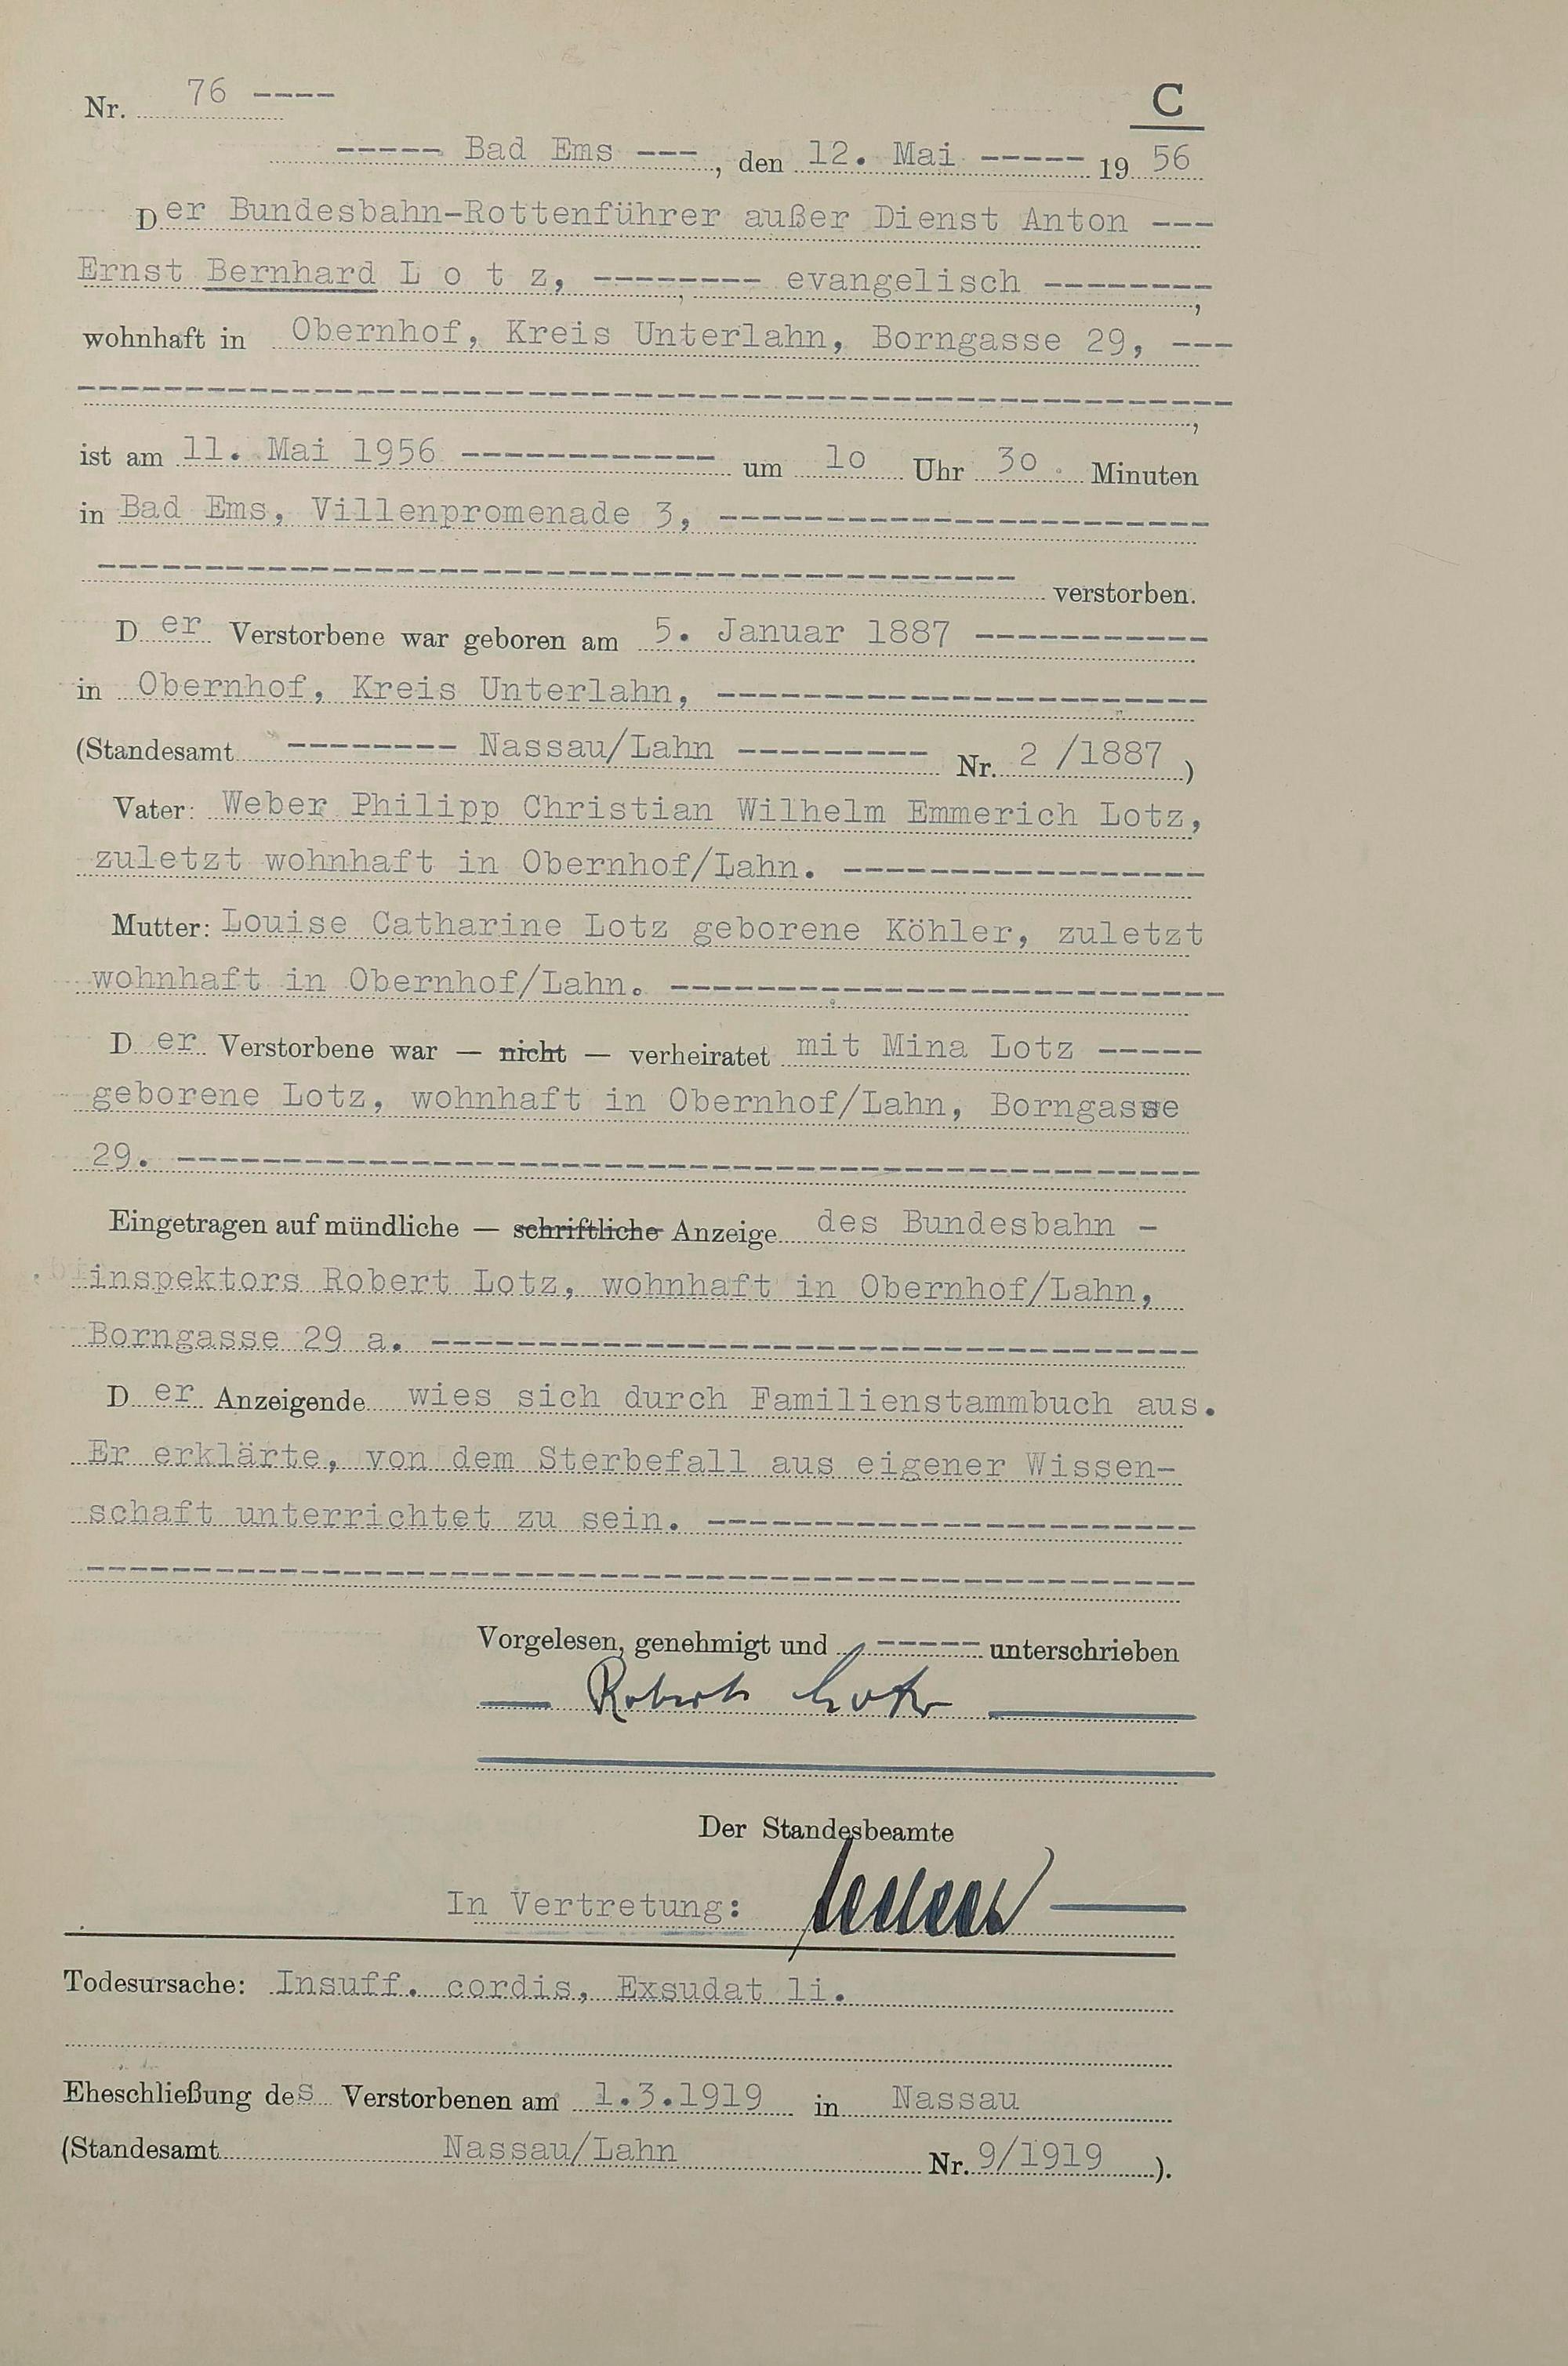 Nr. 76 ----
C
----- Bad Ems ---, den 12. Mai ----- 19 56
Der Bundesbahn-Rottenführer außer Dienst Anton ---
Ernst Bernhard L o t z, -------- evangelisch --------,
wohnhaft in Obernhof, Kreis Unterlahn, Borngasse 29, ---
,
ist am 11. Mai 1956 ------------ um 1o Uhr 3o Minuten
in Bad Ems, Villenpromenade 3, -----------------------
verstorben.
Der Verstorbene war geboren am 5. Januar 1887 -----------
in Obernhof, Kreis Unterlahn, -----------------------
(Standesamt -------- Nassau/Lahn --------- Nr. 2 /1887 )
Vater: Weber Philipp Christian Wilhelm Emmerich Lotz,
zuletzt wohnhaft in Obernhof/Lahn. -----------------
Mutter: Louise Catharine Lotz geborene Köhler, zuletzt
wohnhaft in Obernhof/Lahn. --------------------------
Der Verstorbene war — nicht — verheiratet mit Mina Lotz -----
geborene Lotz, wohnhaft in Obernhof/Lahn, Borngasse
29. ------------------------------------------------
Eingetragen auf mündliche — schriftliche Anzeige des Bundesbahn -
inspektors Robert Lotz, wohnhaft in Obernhof/Lahn,
Borngasse 29 a. ------------------------------------
Der Anzeigende wies sich durch Familienstammbuch aus.
Er erklärte, von dem Sterbefall aus eigener Wissen-
schaft unterrichtet zu sein. -----------------------
Vorgelesen, genehmigt und ----- unterschrieben
Robert Lotz
Der Standesbeamte
In Vertretung:
Todesursache: Insuff. cordis, Exsudat li.
Eheschließung des Verstorbenen am 1.3.1919 in Nassau
(Standesamt Nassau/Lahn Nr. 9/1919 ).